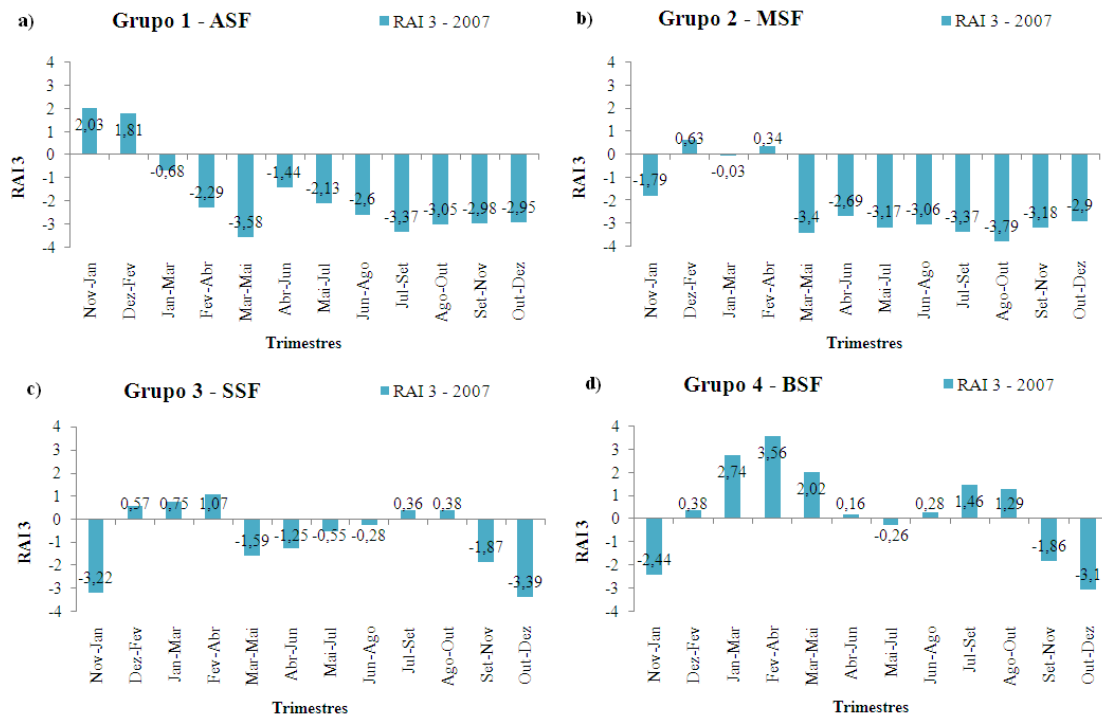 a) Grupo 1 - ASF RAI 3 - 2007
4
3
2
1
0
-1
-2
-3
-4
RAI3
2,03 1,81 -0,68 -2,29 -3,58 -1,44 -2,13 -2,6 -3,37 -3,05 -2,98 -2,95
Nov-Jan Dez-Fev Jan-Mar Fev-Abr Mar-Mai Abr-Jun Mai-Jul Jun-Ago Jul-Set Ago-Out Set-Nov Out-Dez
Trimestres
b) Grupo 2 - MSF RAI 3 - 2007
4
3
2
1
0
-1
-2
-3
-4
RAI3
-1,79 0,63 -0,03 0,34 -3,4 -2,69 -3,17 -3,06 -3,37 -3,79 -3,18 -2,9
Nov-Jan Dez-Fev Jan-Mar Fev-Abr Mar-Mai Abr-Jun Mai-Jul Jun-Ago Jul-Set Ago-Out Set-Nov Out-Dez
Trimestres
c) Grupo 3 - SSF RAI 3 - 2007
4
3
2
1
0
-1
-2
-3
-4
RAI3
-3,22 0,57 0,75 1,07 -1,59 -1,25 -0,55 -0,28 0,36 0,38 -1,87 -3,39
Nov-Jan Dez-Fev Jan-Mar Fev-Abr Mar-Mai Abr-Jun Mai-Jul Jun-Ago Jul-Set Ago-Out Set-Nov Out-Dez
Trimestres
d) Grupo 4 - BSF RAI 3 - 2007
4
3
2
1
0
-1
-2
-3
-4
RAI3
-2,44 0,38 2,74 3,56 2,02 0,16 -0,26 0,28 1,46 1,29 -1,86 -3,1
Nov-Jan Dez-Fev Jan-Mar Fev-Abr Mar-Mai Abr-Jun Mai-Jul Jun-Ago Jul-Set Ago-Out Set-Nov Out-Dez
Trimestres